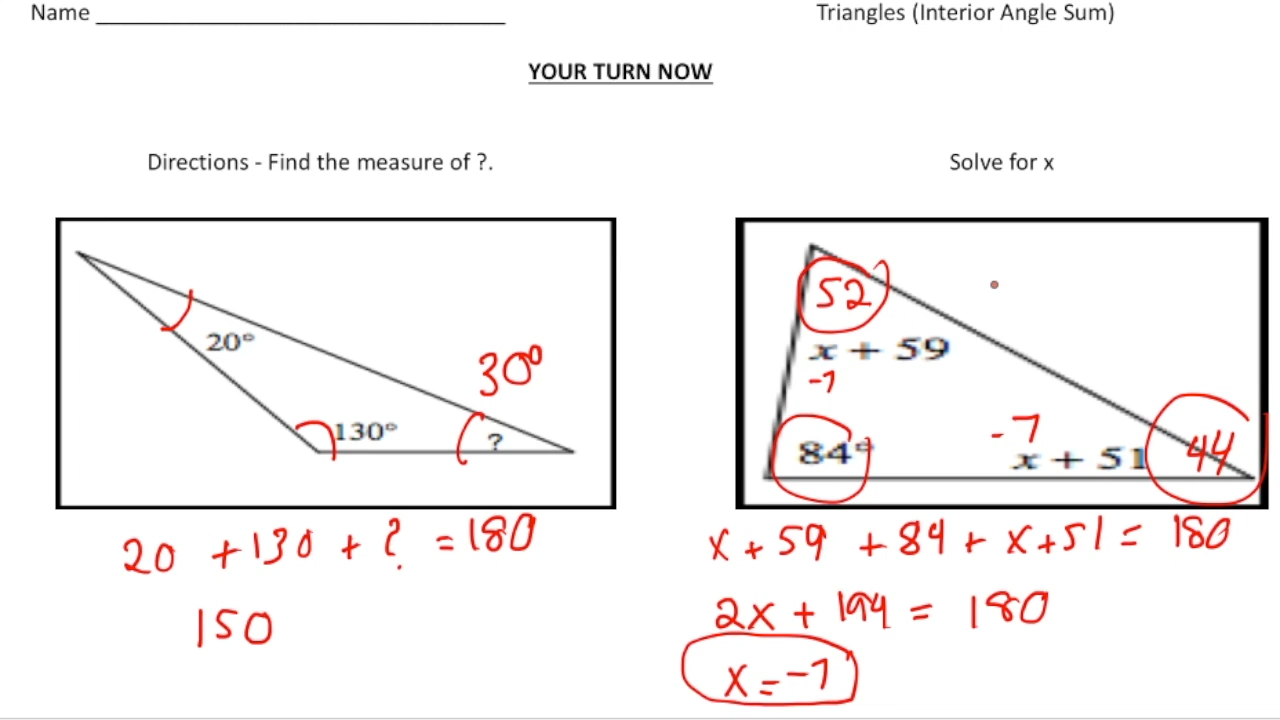 Name ________________________________ Triangles (Interior Angle Sum)
YOUR TURN NOW
Directions - Find the measure of ?.
20°
30°
130°
?
20 + 130 + ? = 180
150
Solve for x
52
x + 59
-7
84°
-7
x + 51
44
x + 59 + 84 + x + 51 = 180
2x + 194 = 180
x = -7